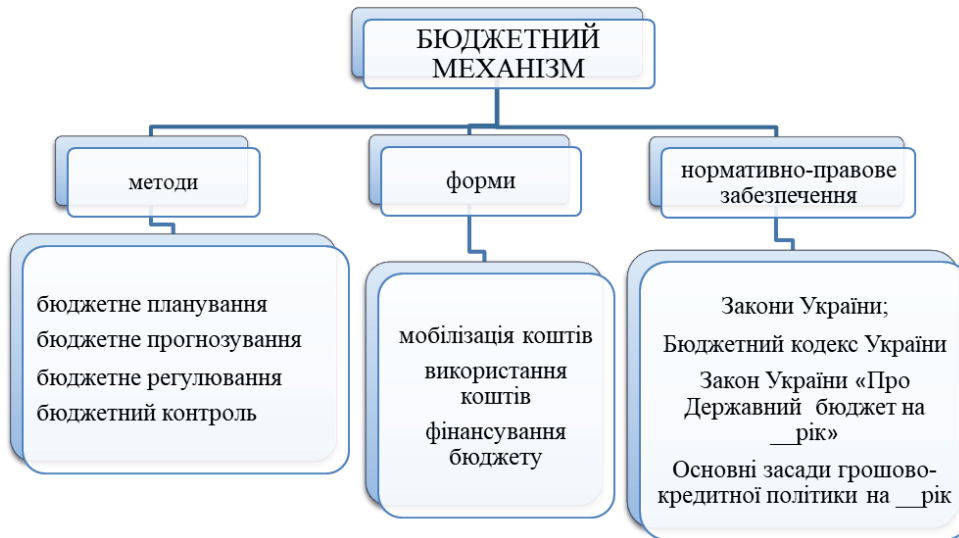 БЮДЖЕТНИЙ
МЕХАНІЗМ
методи
форми
нормативно-правове
забезпечення
бюджетне планування
бюджетне прогнозування
бюджетне регулювання
бюджетний контроль
мобілізація коштів
використання
коштів
фінансування
бюджету
Закони України;
Бюджетний кодекс України
Закон України «Про
Державний бюджет на
__рік»
Основні засади грошово-
кредитної політики на __рік